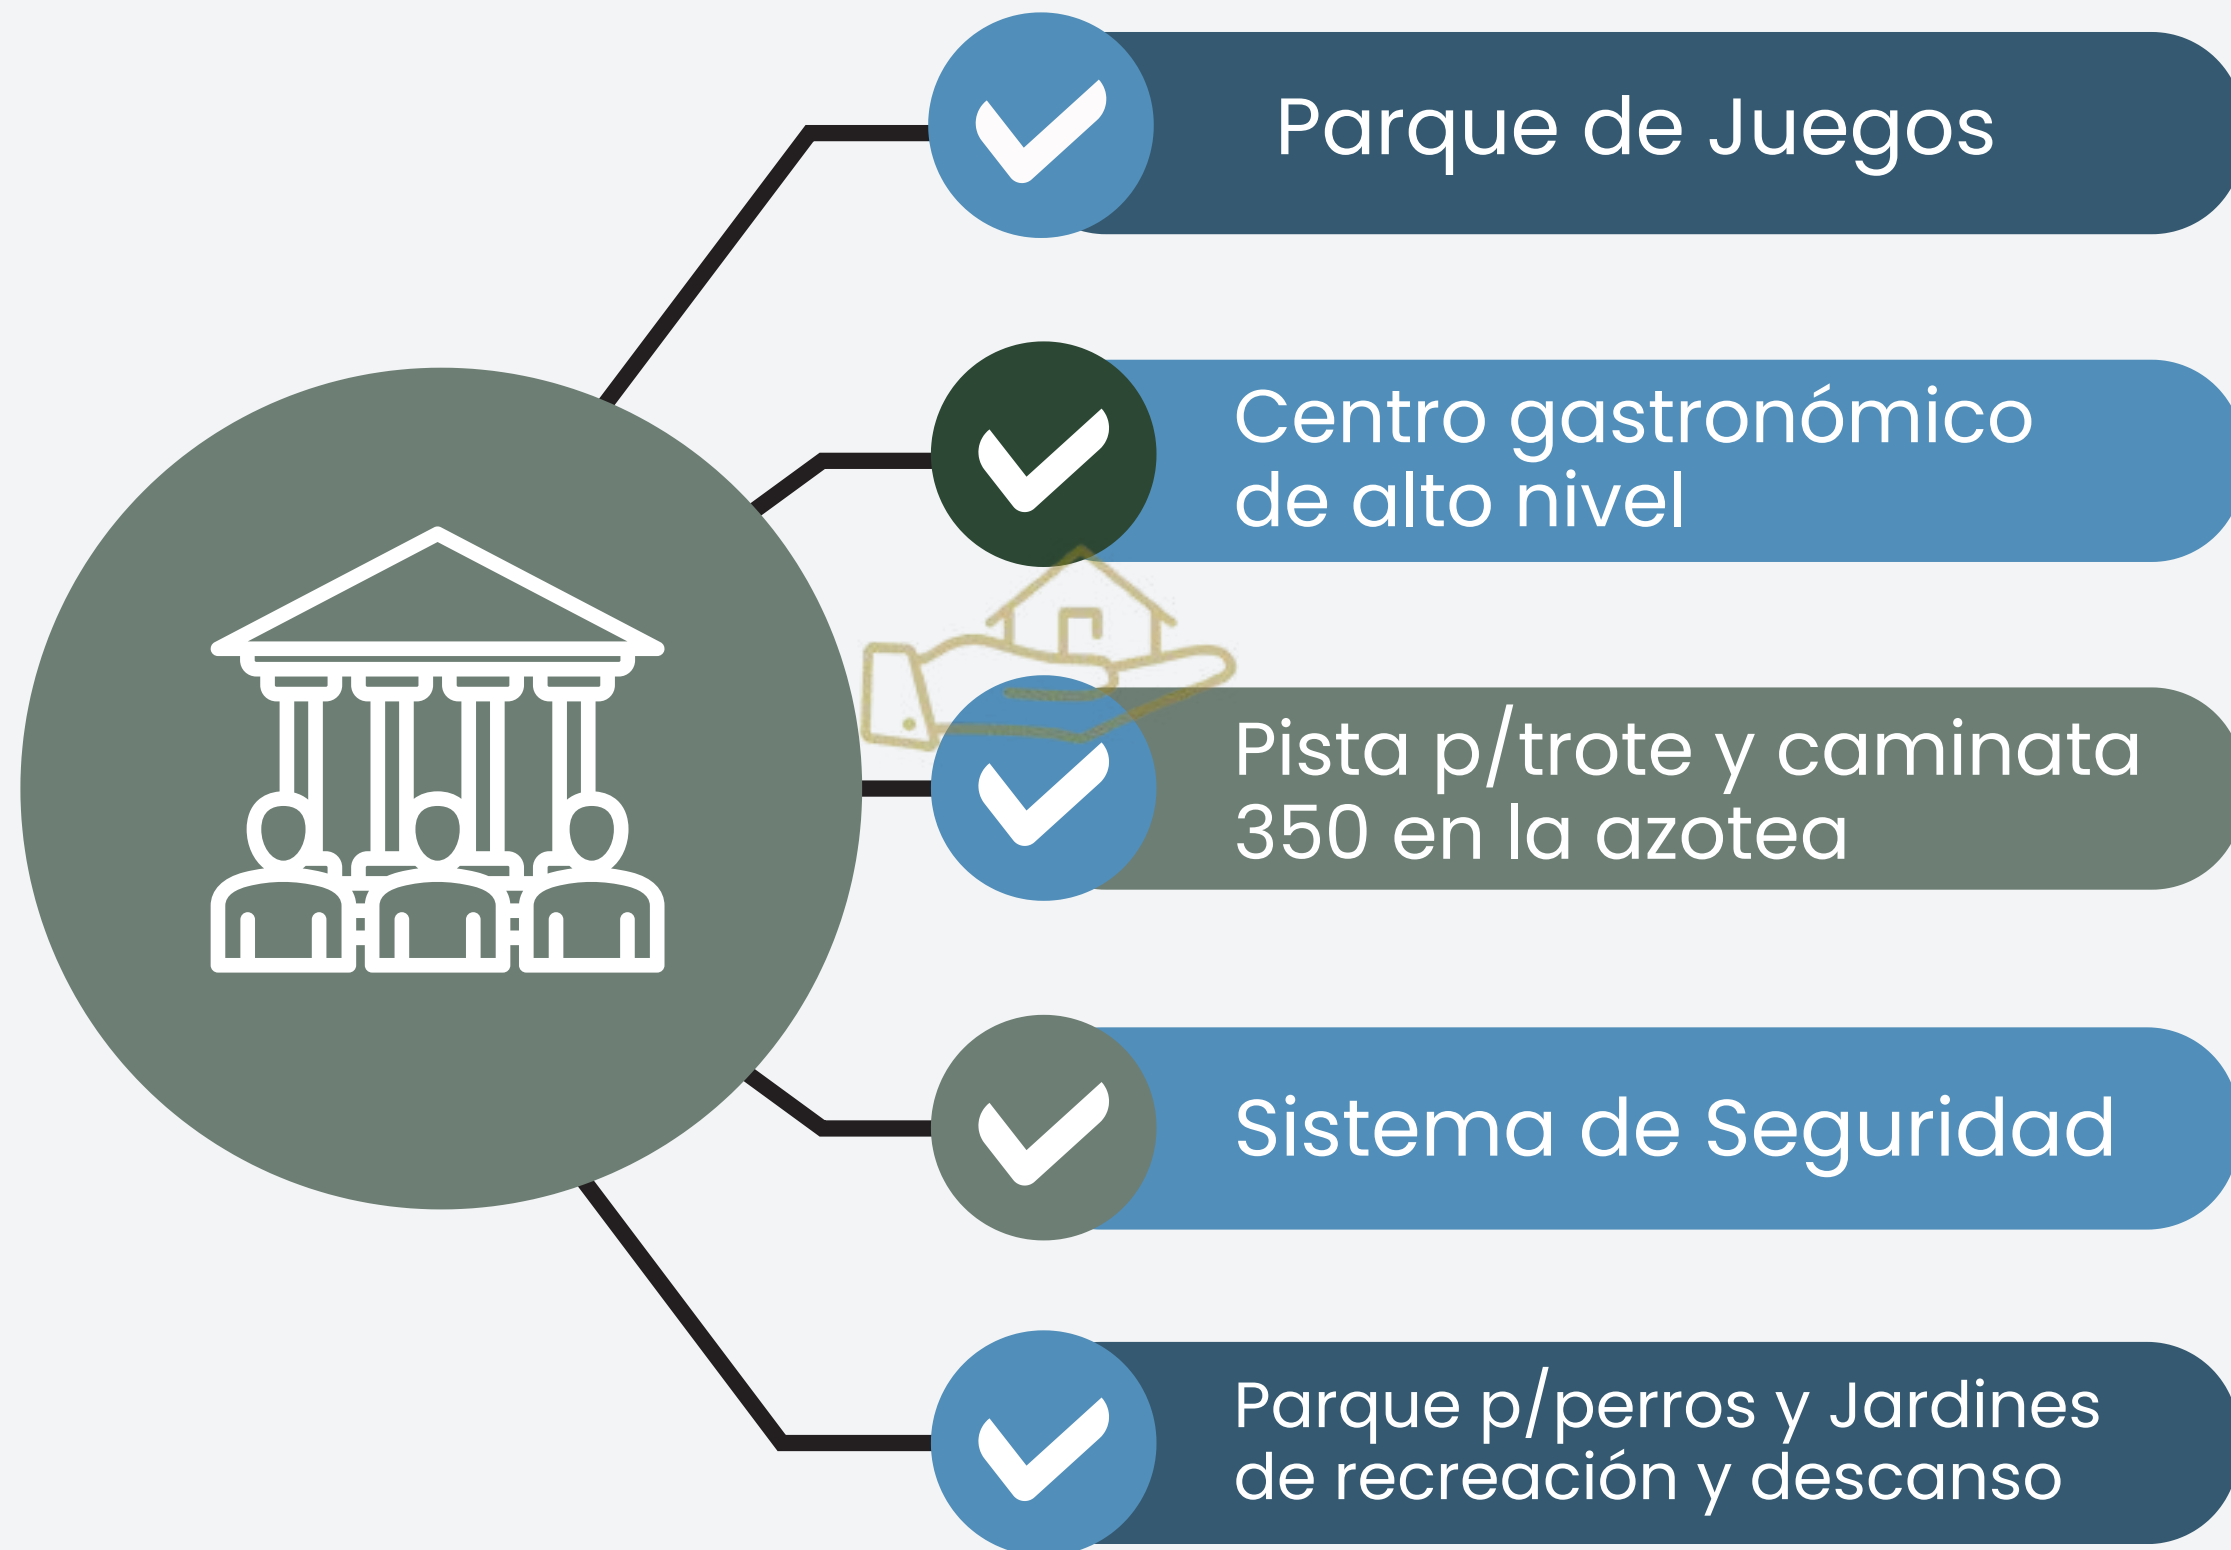 Parque de Juegos
Centro gastronómico
de alto nivel
Pista p/trote y caminata
350 en la azotea
Sistema de Seguridad
Parque p/perros y Jardines
de recreación y descanso